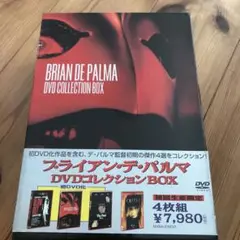 BRIAN DE PALMA
DVD COLLECTION BOX
初DVD化作品を含む、デ・パルマ監督初期の傑作4選をコレクション!
ブライアン・デ・パルマ
DVDコレクションBOX
初DVD化
初回生産限定
4枚組
¥7,980
DVD